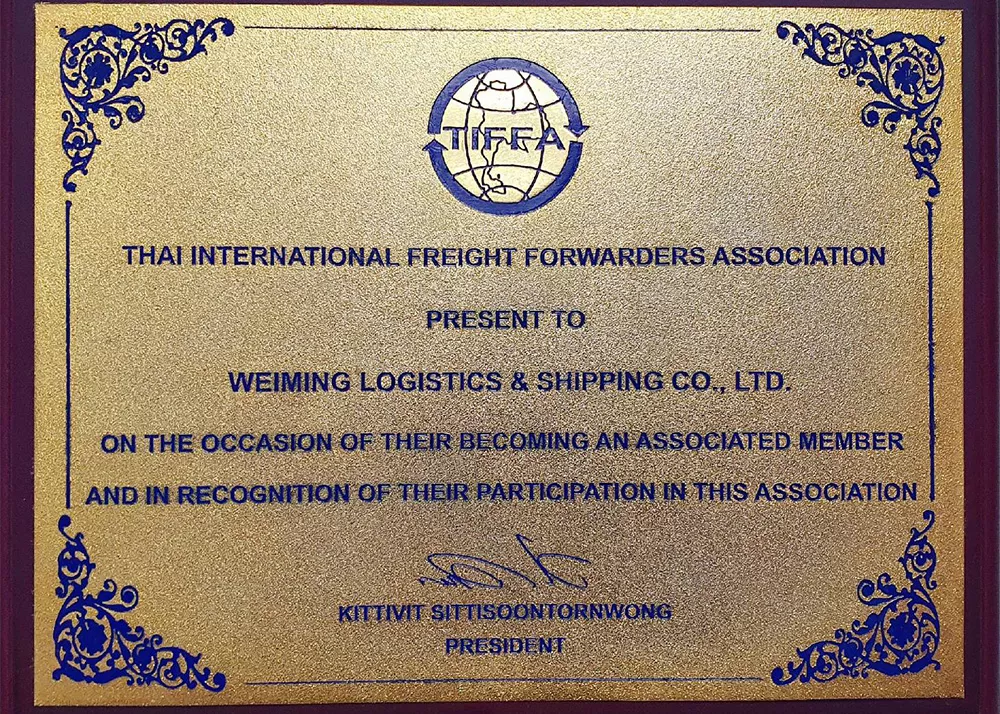 TIFFA
THAI INTERNATIONAL FREIGHT FORWARDERS ASSOCIATION
PRESENT TO
WEIMING LOGISTICS & SHIPPING CO., LTD.
ON THE OCCASION OF THEIR BECOMING AN ASSOCIATED MEMBER
AND IN RECOGNITION OF THEIR PARTICIPATION IN THIS ASSOCIATION
KITTIVIT SITTISOONTORNWONG
PRESIDENT